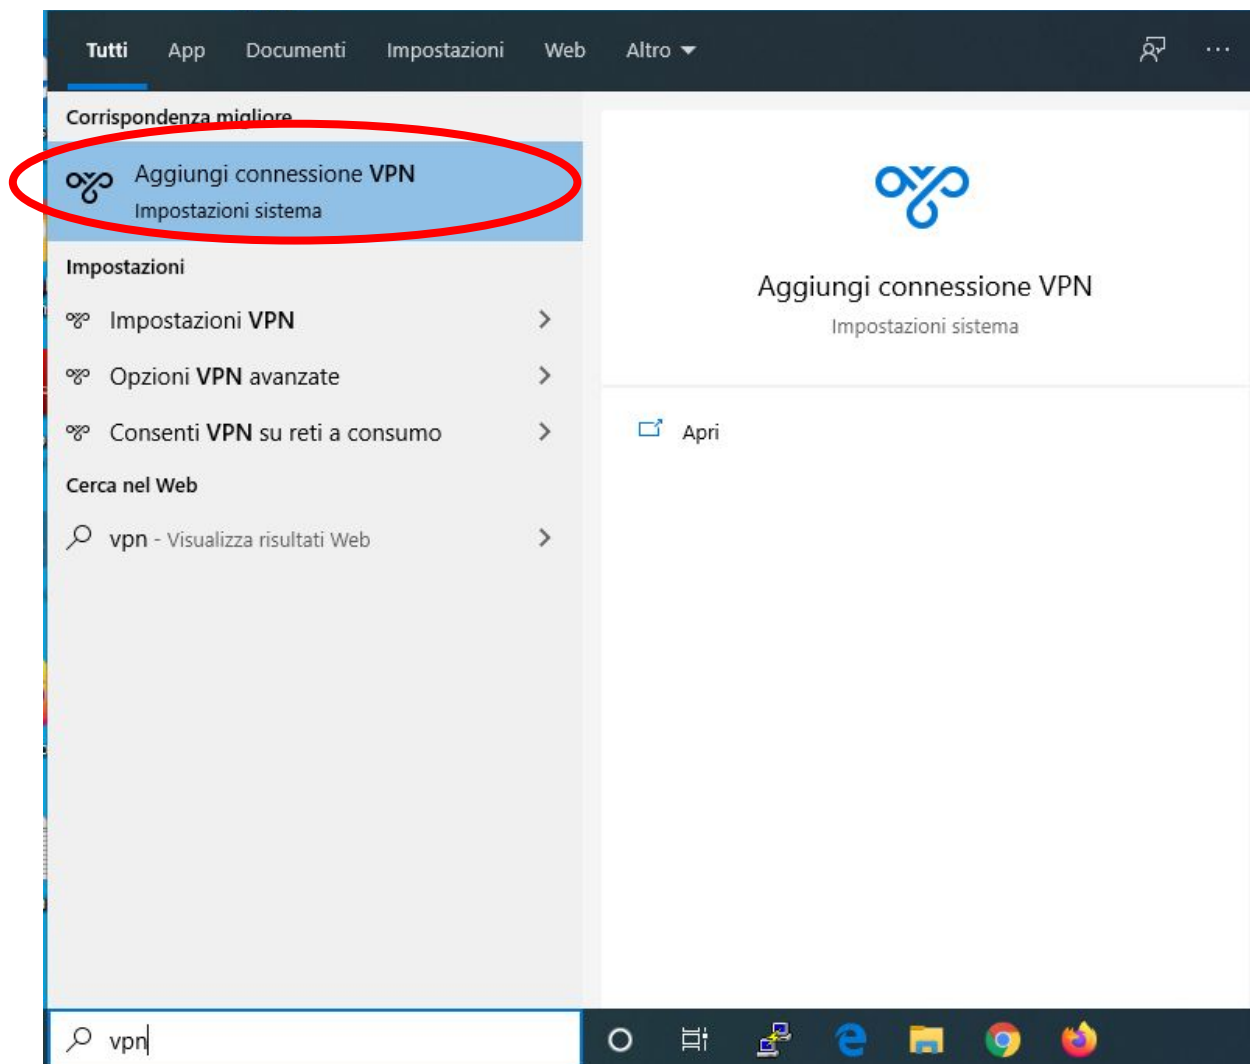 Tutti App Documenti Impostazioni Web Altro
Corrispondenza migliore
Aggiungi connessione VPN
Impostazioni sistema
Impostazioni
Impostazioni VPN
Opzioni VPN avanzate
Consenti VPN su reti a consumo
Cerca nel Web
vpn - Visualizza risultati Web
Aggiungi connessione VPN
Impostazioni sistema
Apri
vpn